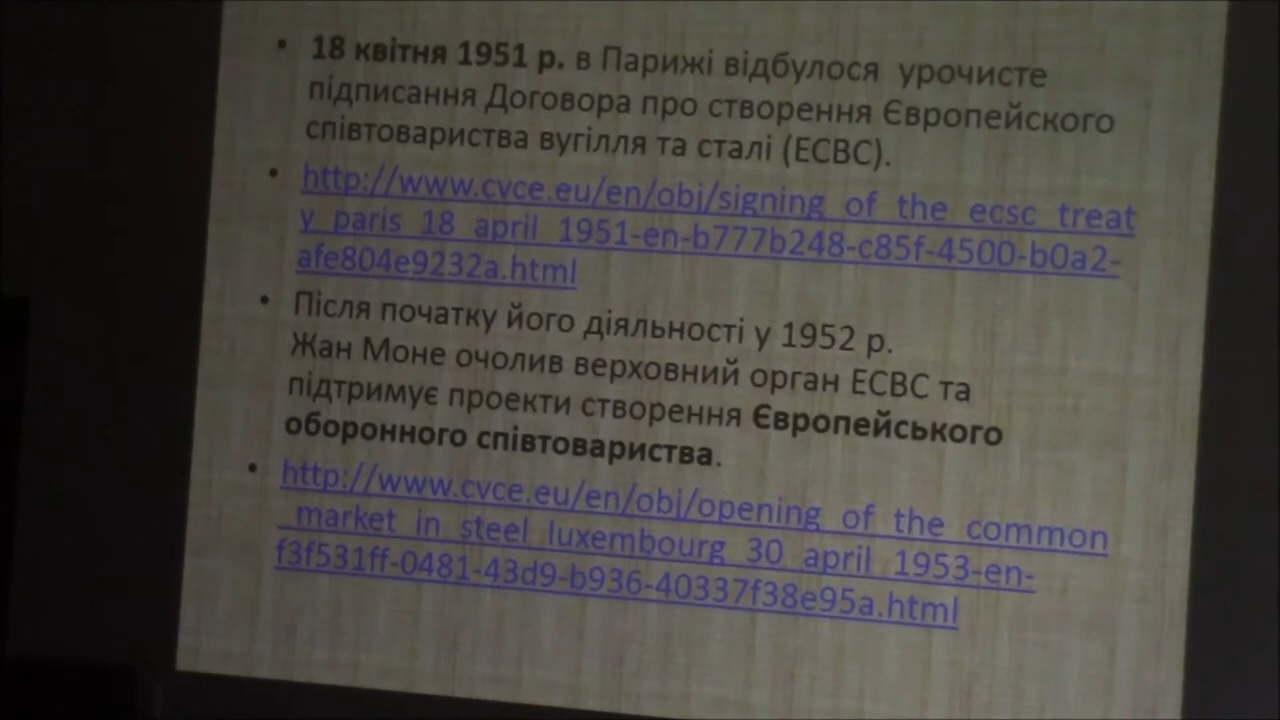 • 18 квітня 1951 р. в Парижі відбулося урочисте
підписання Договора про створення Європейского
співтовариства вугілля та сталі (ЕСВС).
• http://www.cvce.eu/en/obj/signing_of_the_ecsc_treat
y_paris_18_april_1951-en-b777b248-c85f-4500-b0a2-
afe804e9232a.html
• Після початку його діяльності у 1952 р.
Жан Моне очолив верховний орган ЕСВС та
підтримує проекти створення Європейського
оборонного співтовариства.
• http://www.cvce.eu/en/obj/opening_of_the_common
_market_in_steel_luxembourg_30_april_1953-en-
f3f531ff-0481-43d9-b936-40337f38e95a.html